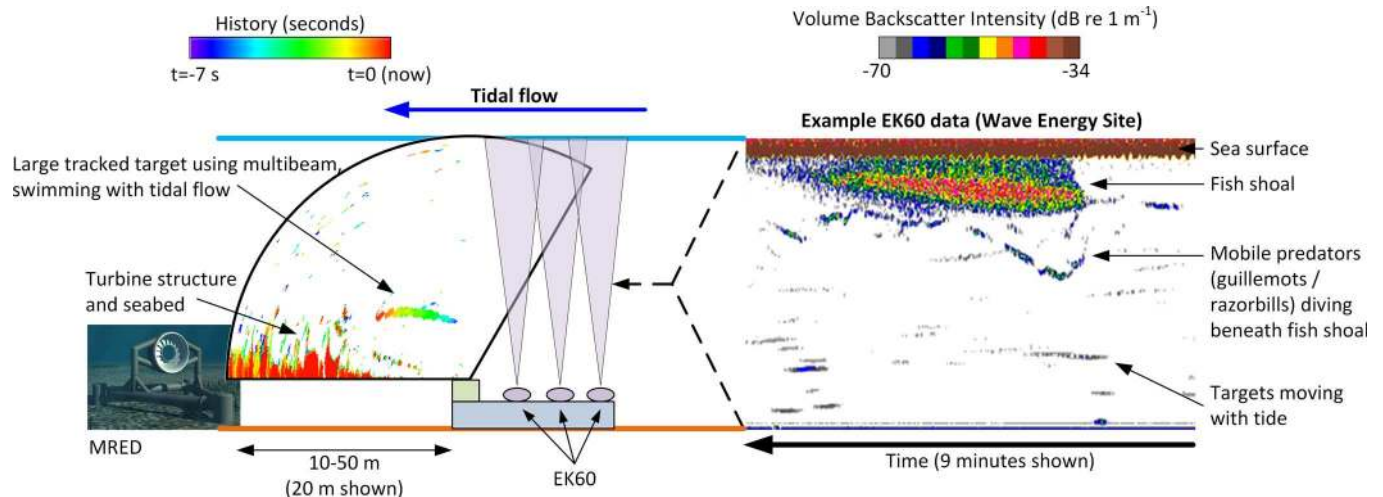 History (seconds)
t=-7 s
t=0 (now)
Volume Backscatter Intensity (dB re 1 m⁻¹)
-70
-34
Tidal flow
Example EK60 data (Wave Energy Site)
Large tracked target using multibeam,
swimming with tidal flow
Turbine structure
and seabed
MRED
10-50 m
(20 m shown)
EK60
Sea surface
Fish shoal
Mobile predators
(guillemots /
razorbills) diving
beneath fish shoal
Targets moving
with tide
Time (9 minutes shown)